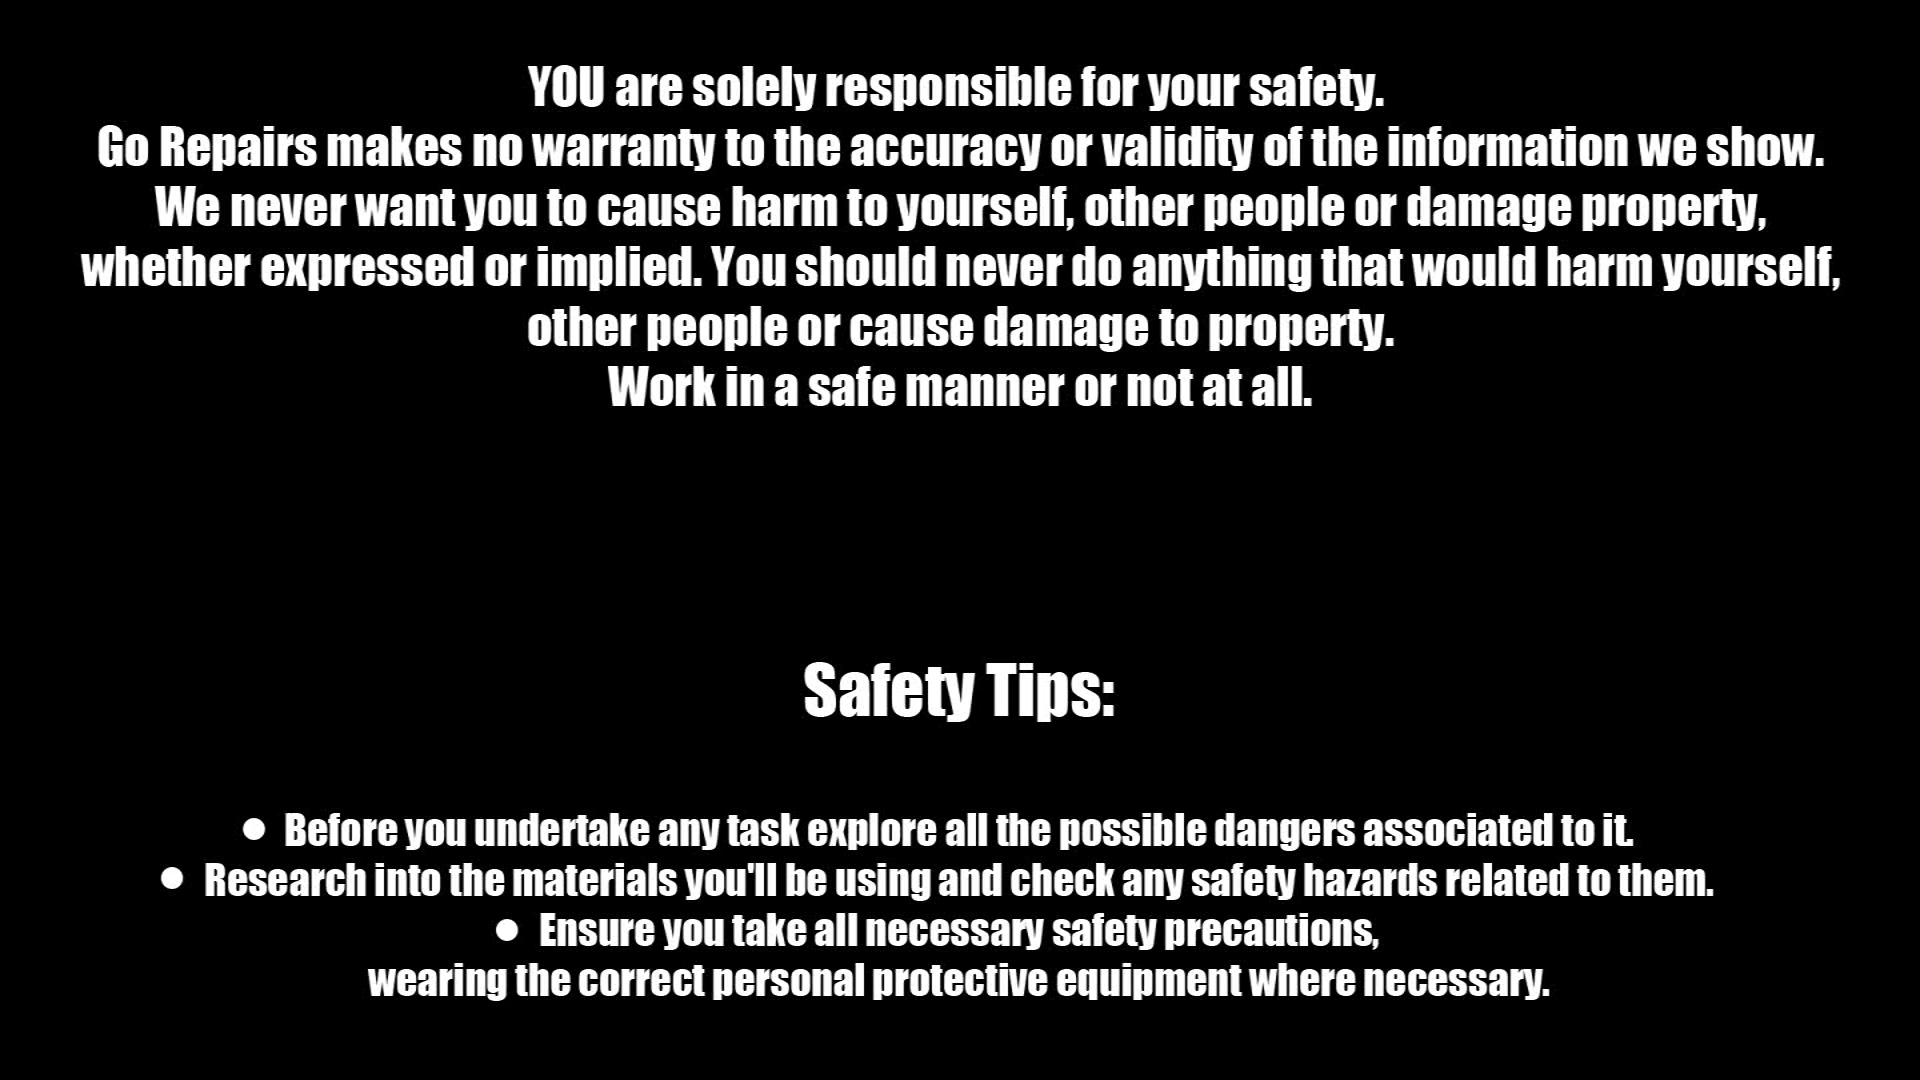 YOU are solely responsible for your safety.
Go Repairs makes no warranty to the accuracy or validity of the information we show.
We never want you to cause harm to yourself, other people or damage property,
whether expressed or implied. You should never do anything that would harm yourself,
other people or cause damage to property.
Work in a safe manner or not at all.
Safety Tips:
● Before you undertake any task explore all the possible dangers associated to it.
● Research into the materials you'll be using and check any safety hazards related to them.
● Ensure you take all necessary safety precautions,
wearing the correct personal protective equipment where necessary.